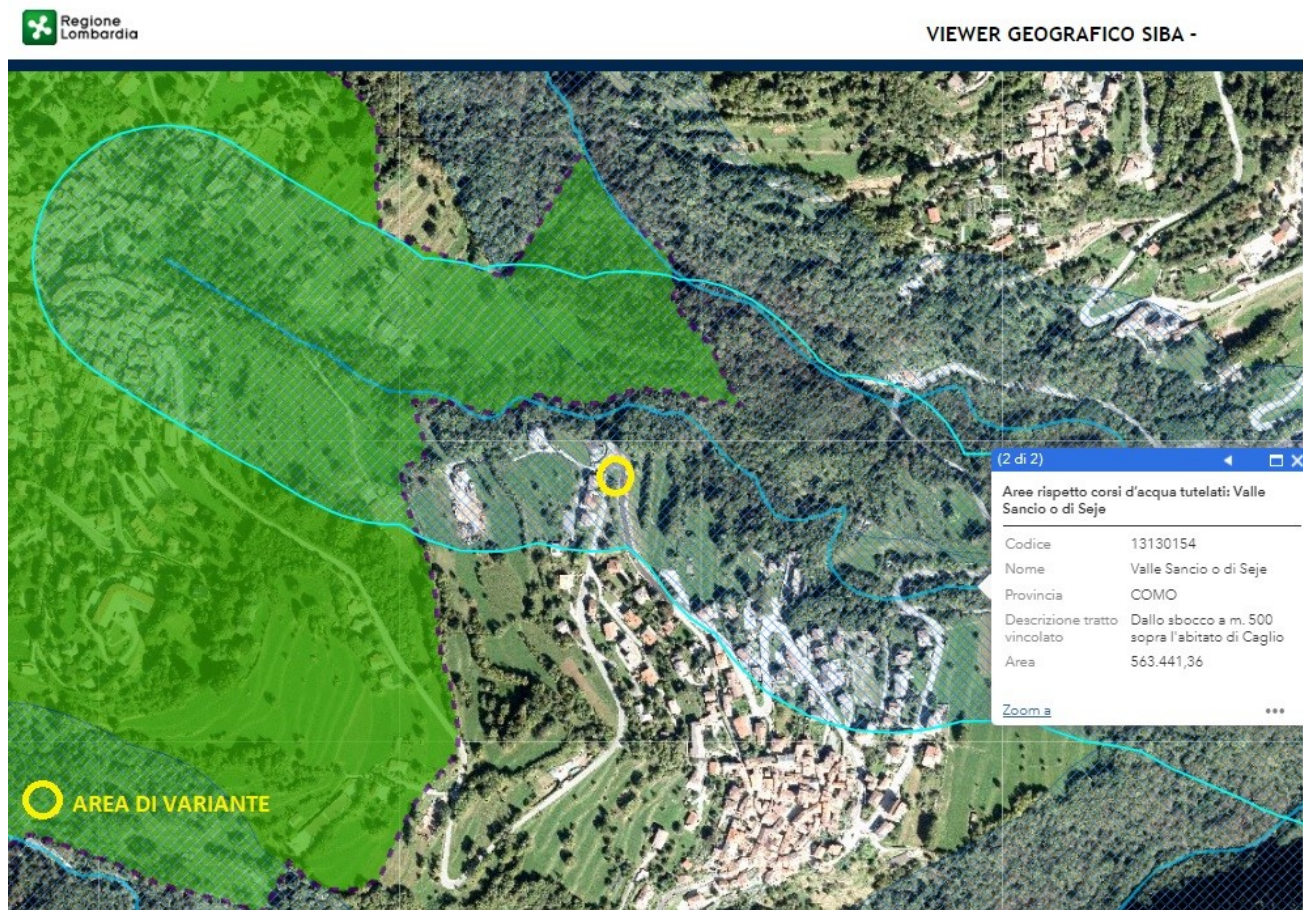 Regione
Lombardia
VIEWER GEOGRAFICO SIBA -
(2 di 2)
Aree rispetto corsi d'acqua tutelati: Valle
Sancio o di Seje
Codice 13130154
Nome Valle Sancio o di Seje
Provincia COMO
Descrizione tratto Dallo sbocco a m. 500
vincolato sopra l'abitato di Caglio
Area 563.441,36
Zoom a
AREA DI VARIANTE